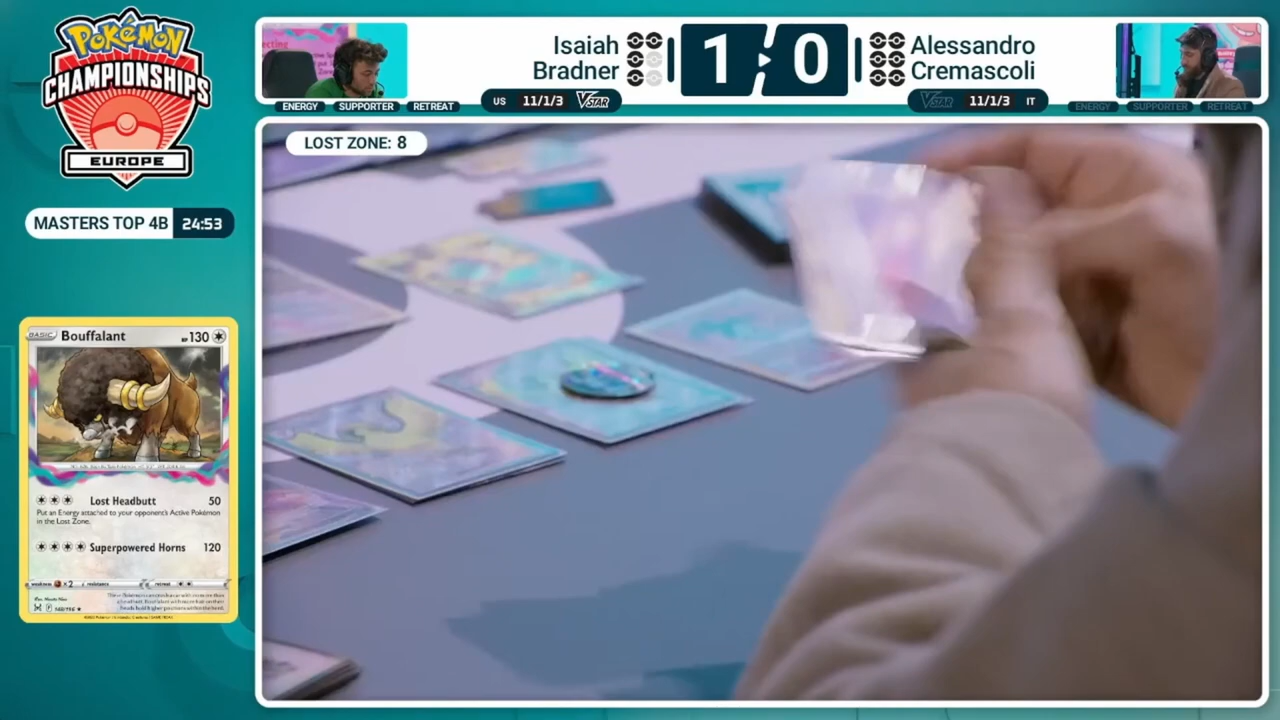 Pokémon
CHAMPIONSHIPS
EUROPE
MASTERS TOP 4B 24:53
Isaiah
Bradner
1 0
Alessandro
Cremascoli
ENERGY SUPPORTER RETREAT
US 11/1/3 VSTAR
VSTAR 11/1/3 IT
ENERGY SUPPORTER RETREAT
LOST ZONE: 8
BASIC Bouffalant HP 130
Lost Headbutt 50
Put an Energy attached to your opponent's Active Pokémon
in the Lost Zone.
Superpowered Horns 120
weakness ×2 resistance retreat